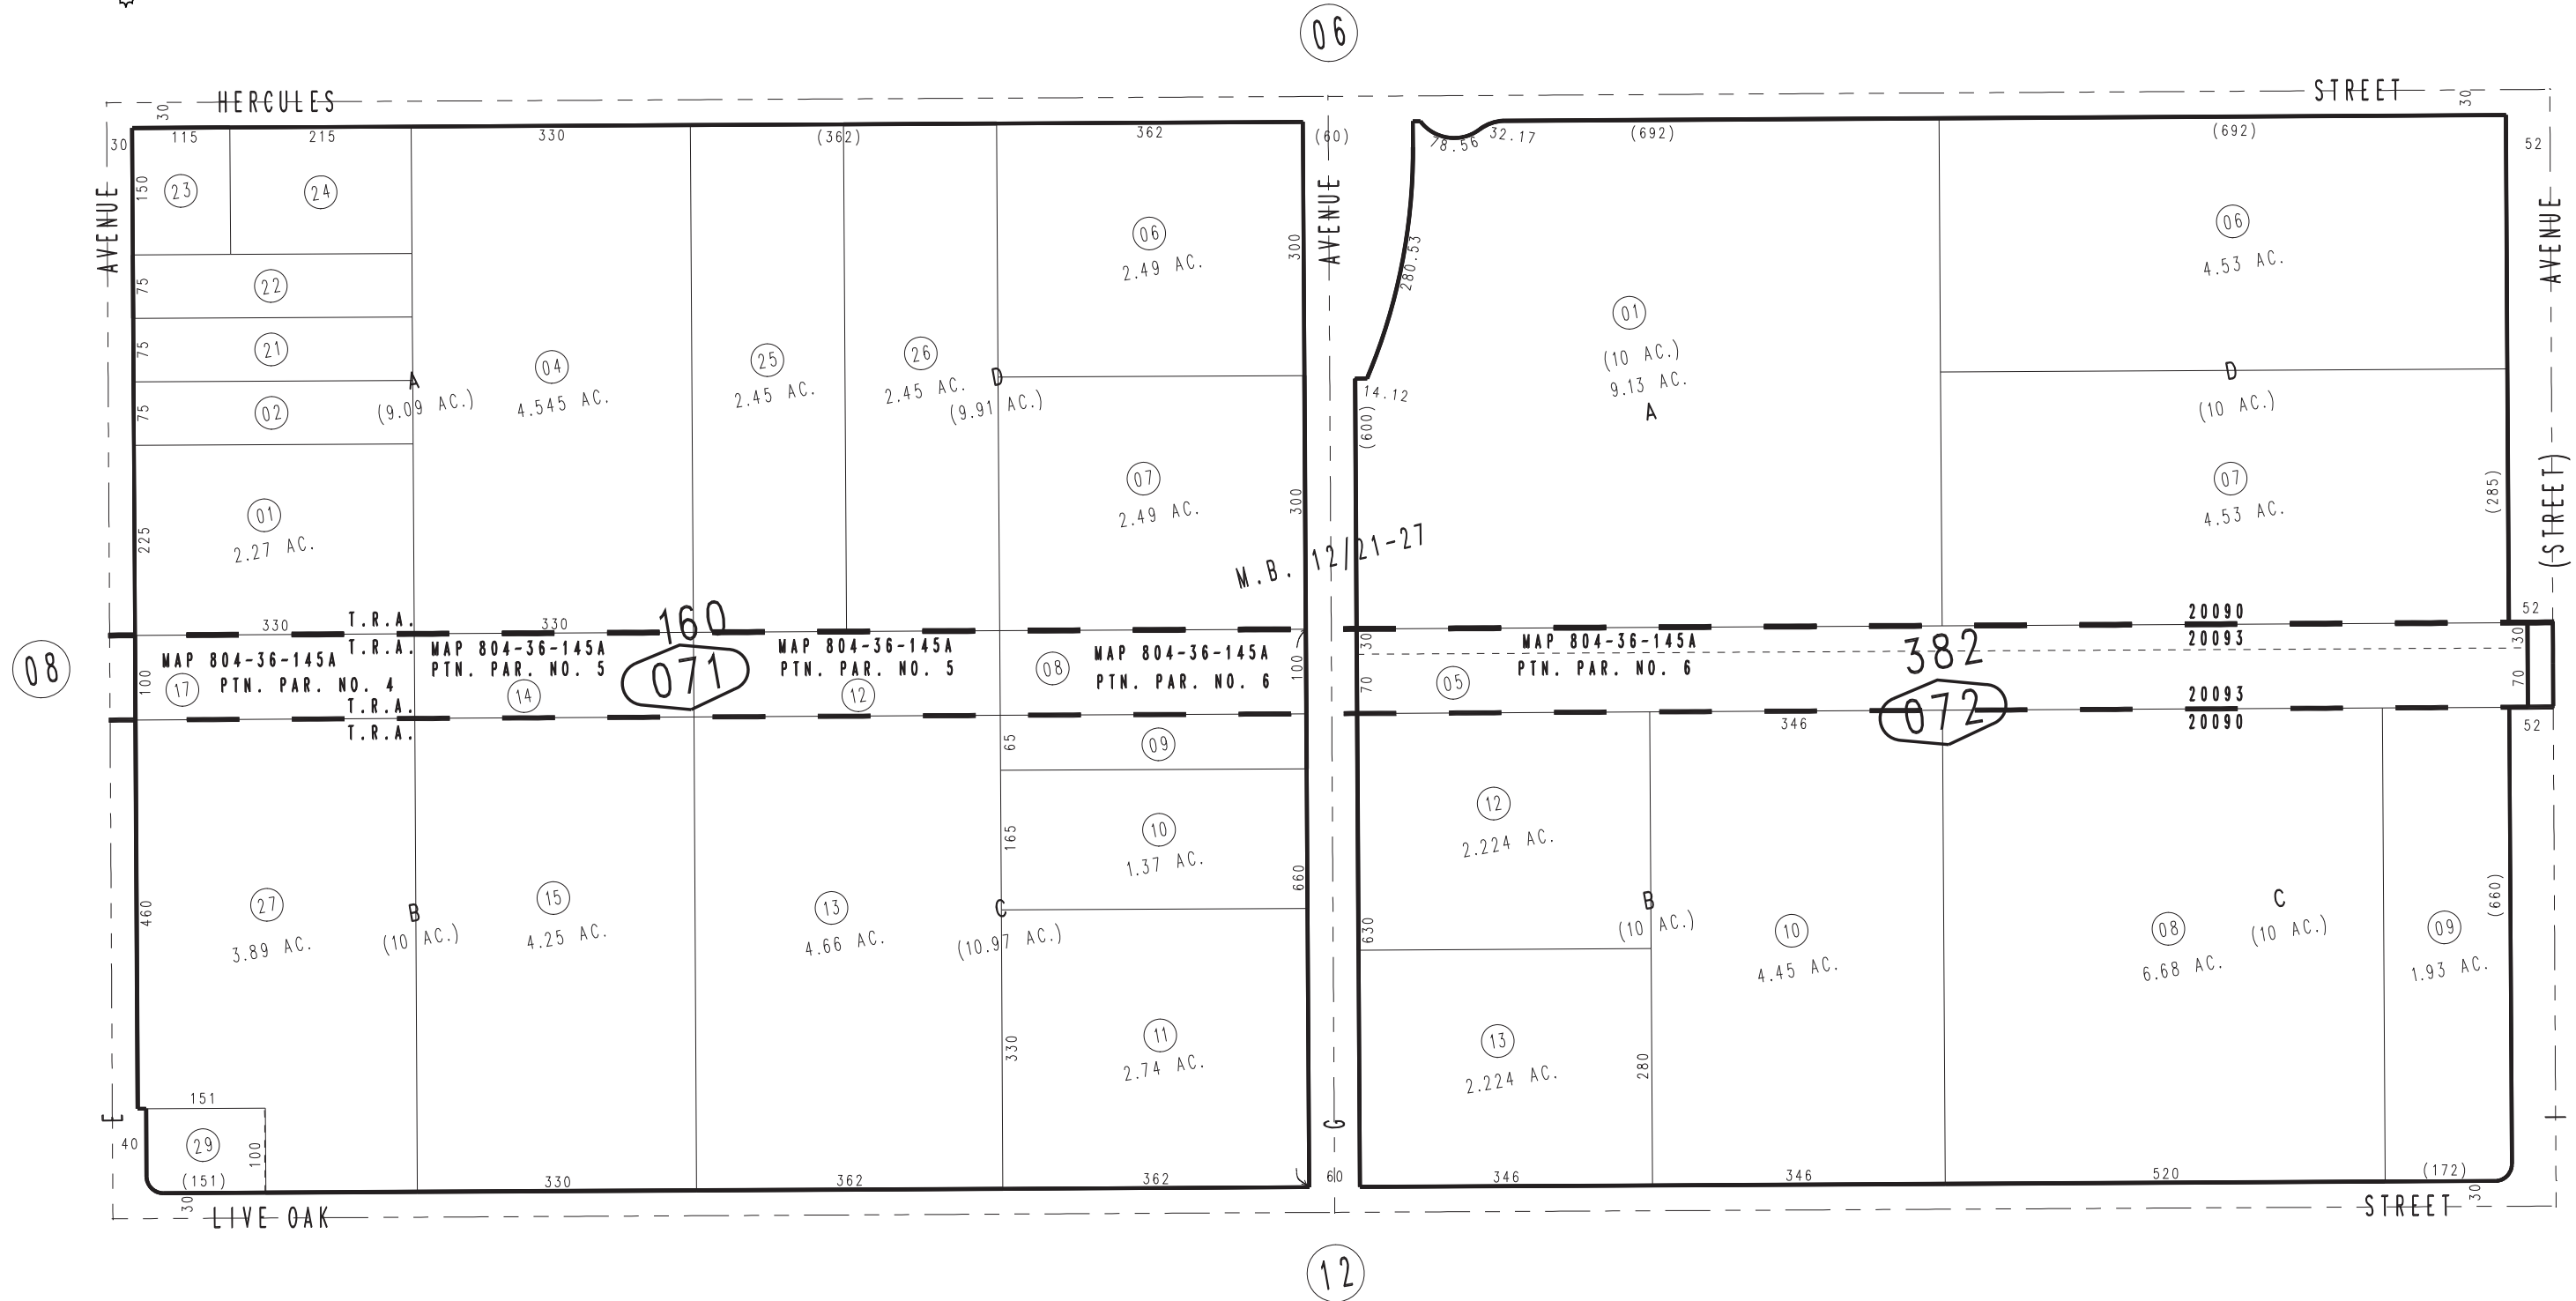 06
HERCULES STREET
30 30
30 115 215 330 (362) 362 (60) 78.56 32.17 (692) (692) 52
AVENUE AVENUE AVENUE
150 23 24
300 06 2.49 AC.
280.53
06
4.53 AC.
75 22
75 21
75 02
01
(10 AC.)
9.13 AC.
A
04
4.545 AC.
25
2.45 AC.
26
2.45 AC.
A
(9.09 AC.)
D
(9.91 AC.)
14.12
(600)
D
(10 AC.)
225
01
2.27 AC.
07
2.49 AC.
300
07
4.53 AC.
(285)
(STREET)
M.B. 12/21-27
330 T.R.A. 330 160 20090 52
T.R.A. 20093
08
MAP 804-36-145A
PTN. PAR. NO. 4
17
100
MAP 804-36-145A
PTN. PAR. NO. 5
14
071
MAP 804-36-145A
PTN. PAR. NO. 5
12
08
MAP 804-36-145A
PTN. PAR. NO. 6
100
30
70
05
MAP 804-36-145A
PTN. PAR. NO. 6
382
30
70
T.R.A. 20093
T.R.A. 346 072 20090 52
65 09
165
10
1.37 AC.
660
12
2.224 AC.
460
27
3.89 AC.
B
(10 AC.)
15
4.25 AC.
13
4.66 AC.
C
(10.97 AC.)
630
B
(10 AC.)
10
4.45 AC.
08
6.68 AC.
C
(10 AC.)
09
1.93 AC.
(660)
330
11
2.74 AC.
13
2.224 AC.
280
E 151 G I
40 29 100
(151) 330 362 362 60 346 346 520 (172)
30 30
LIVE OAK STREET
12